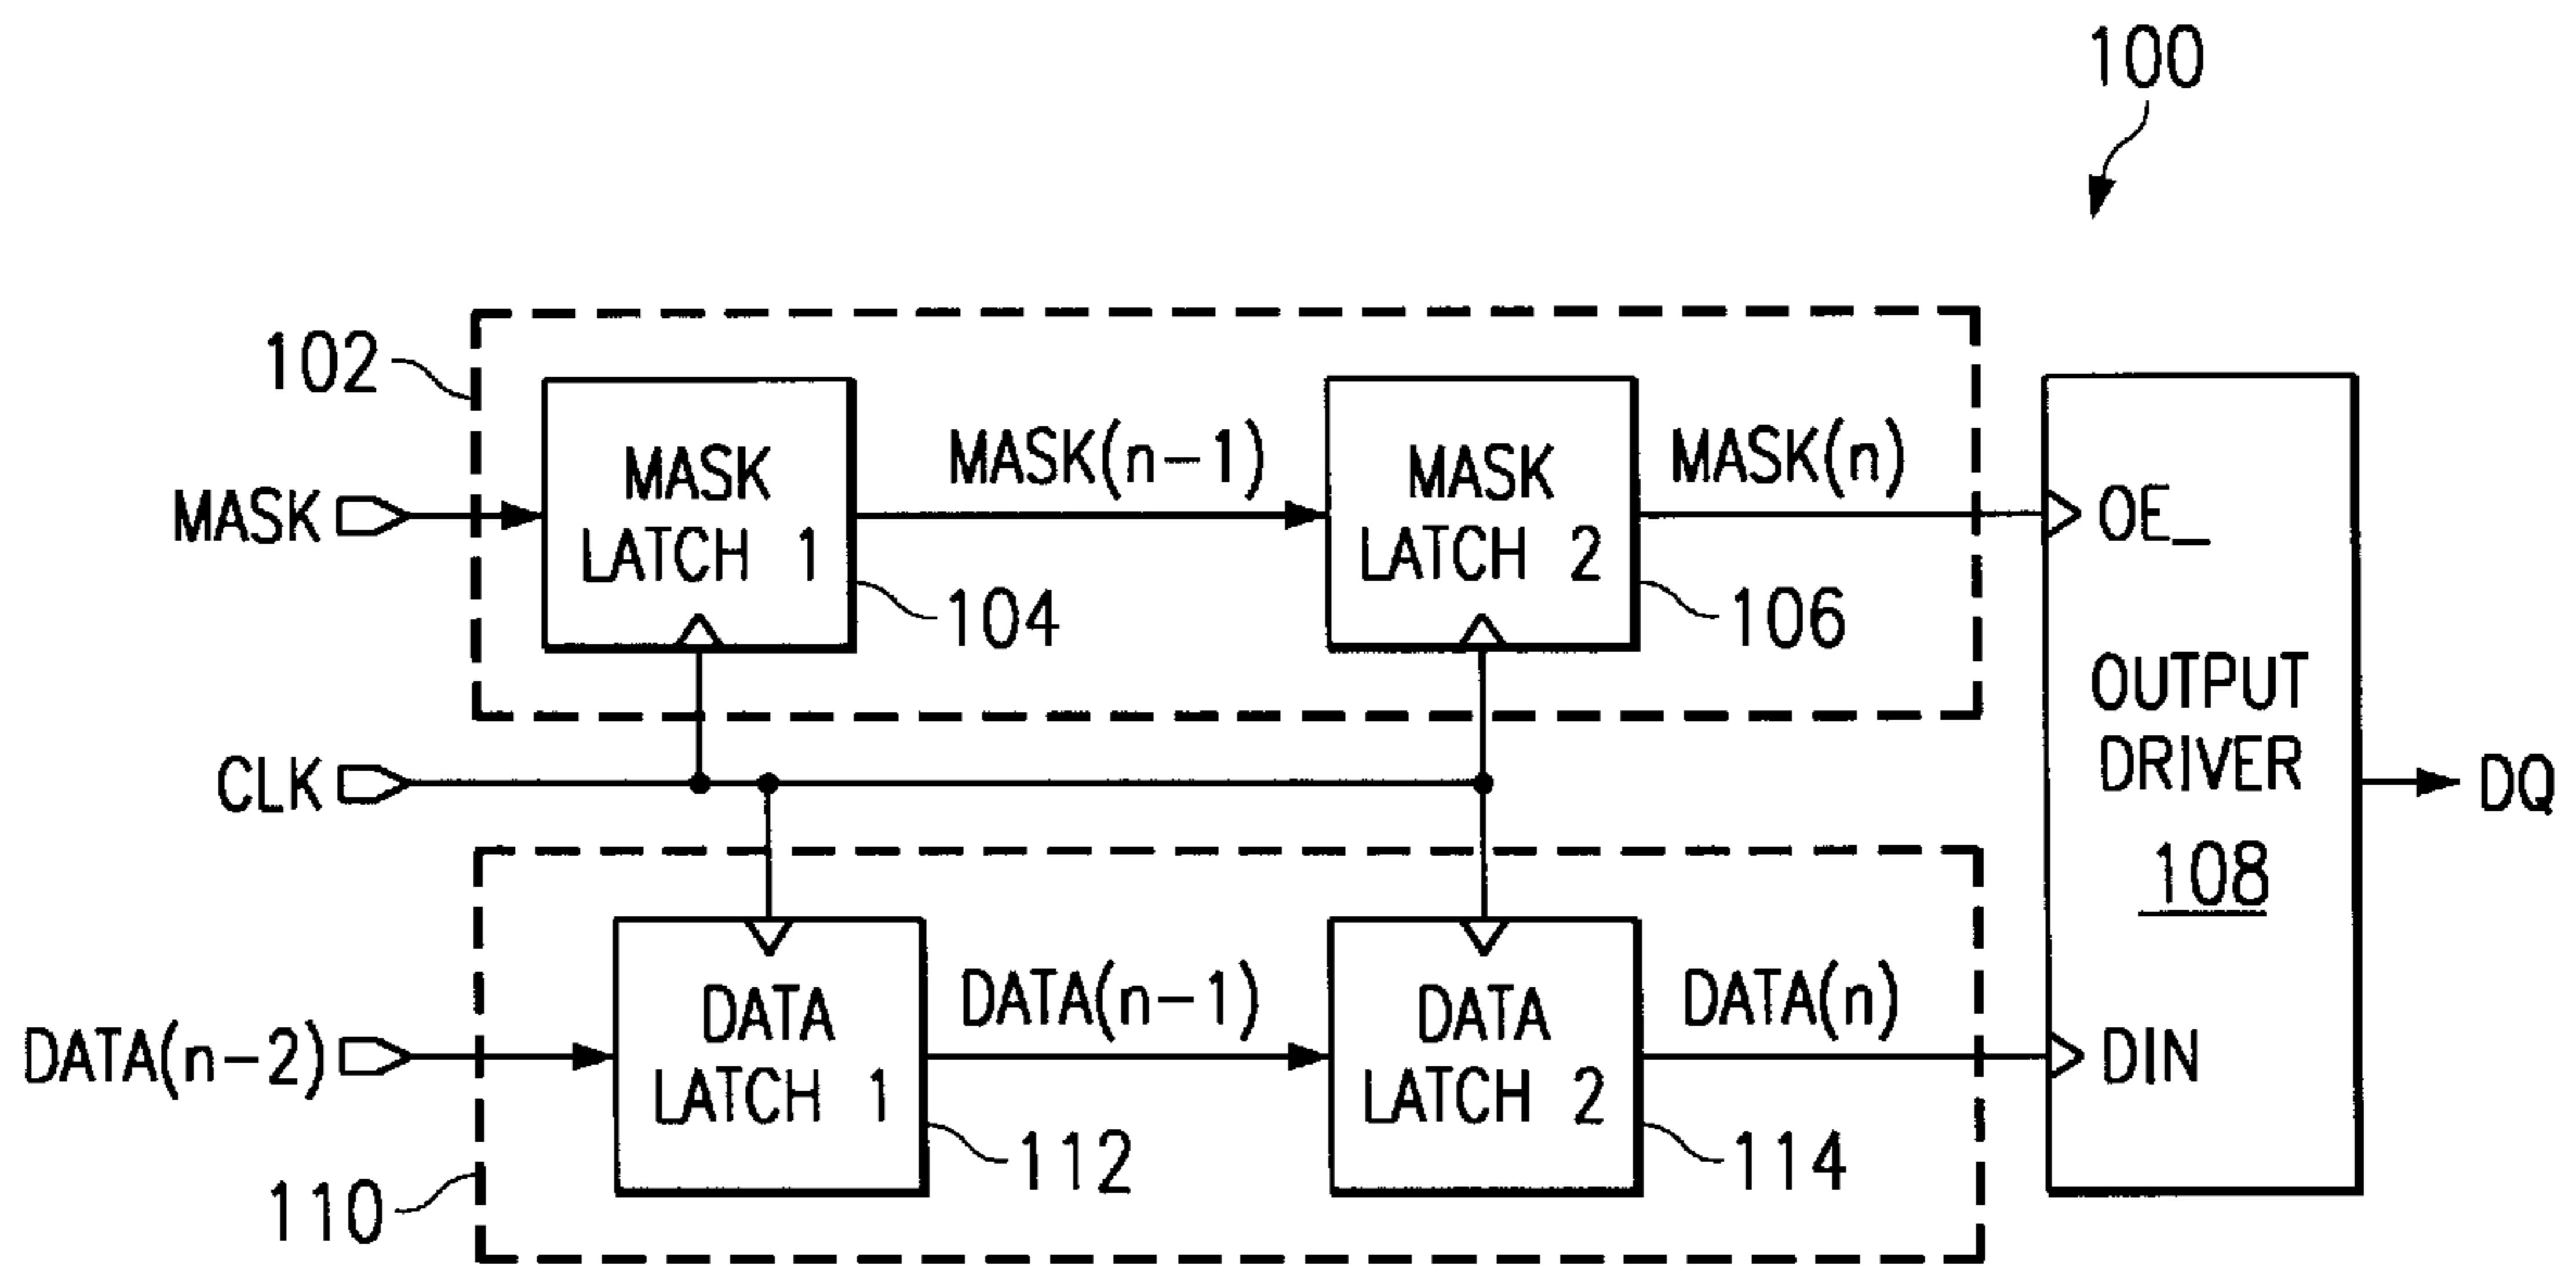 100
102
MASK
MASK
LATCH 1
104
MASK(n-1)
MASK
LATCH 2
106
MASK(n)
OE_
OUTPUT
DRIVER
108
DQ
CLK
DATA(n-2)
DATA
LATCH 1
112
DATA(n-1)
DATA
LATCH 2
114
DATA(n)
DIN
110